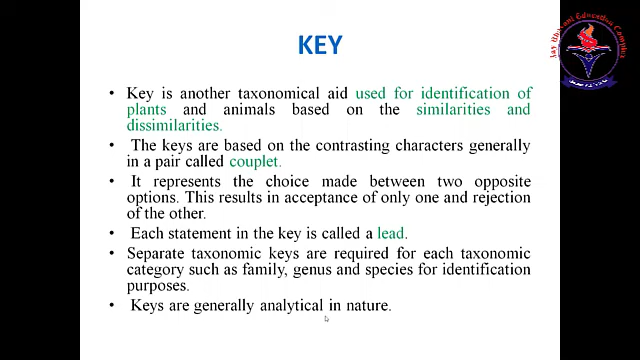 KEY
• Key is another taxonomical aid used for identification of
plants and animals based on the similarities and
dissimilarities.
• The keys are based on the contrasting characters generally
in a pair called couplet.
• It represents the choice made between two opposite
options. This results in acceptance of only one and rejection
of the other.
• Each statement in the key is called a lead.
• Separate taxonomic keys are required for each taxonomic
category such as family, genus and species for identification
purposes.
• Keys are generally analytical in nature.